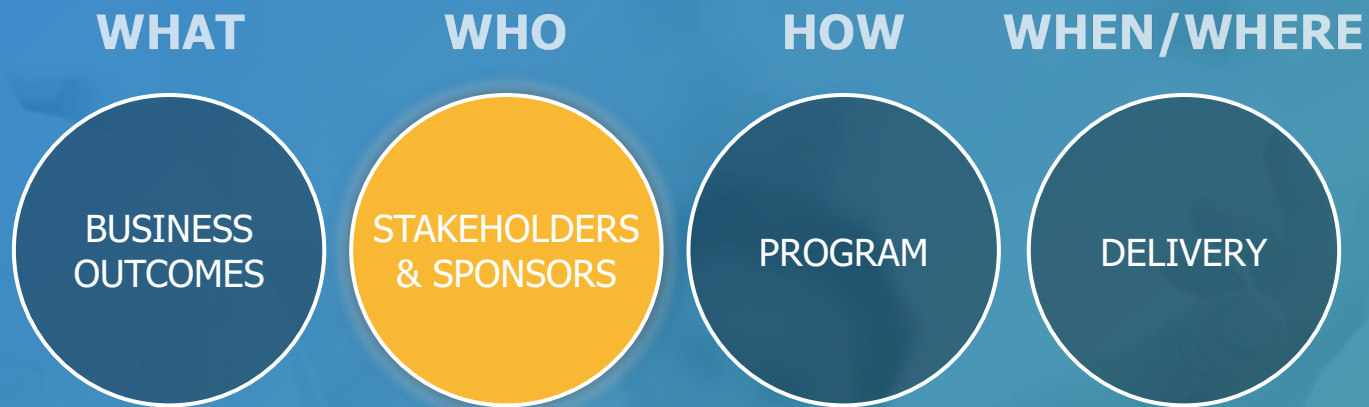 WHAT
WHO
HOW
WHEN/WHERE
BUSINESS
OUTCOMES
STAKEHOLDERS
& SPONSORS
PROGRAM
DELIVERY